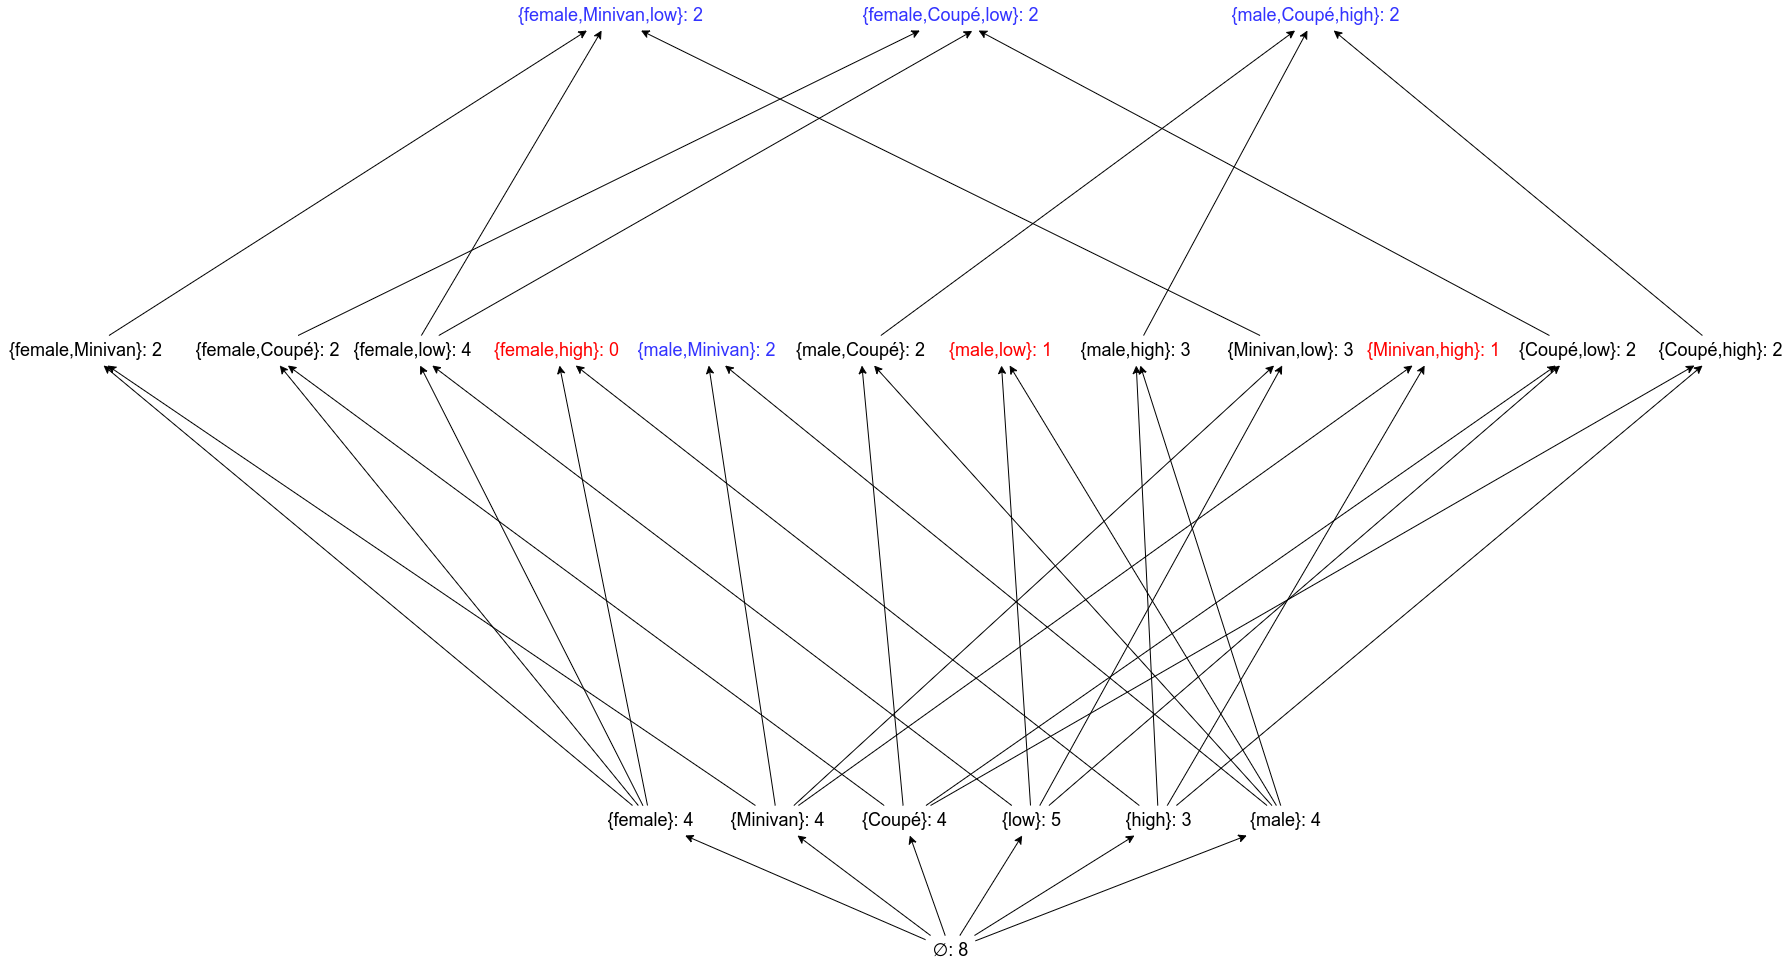 {female,Minivan,low}: 2 {female,Coupé,low}: 2 {male,Coupé,high}: 2
{female,Minivan}: 2 {female,Coupé}: 2 {female,low}: 4 {female,high}: 0 {male,Minivan}: 2 {male,Coupé}: 2 {male,low}: 1 {male,high}: 3 {Minivan,low}: 3 {Minivan,high}: 1 {Coupé,low}: 2 {Coupé,high}: 2
{female}: 4 {Minivan}: 4 {Coupé}: 4 {low}: 5 {high}: 3 {male}: 4
∅: 8